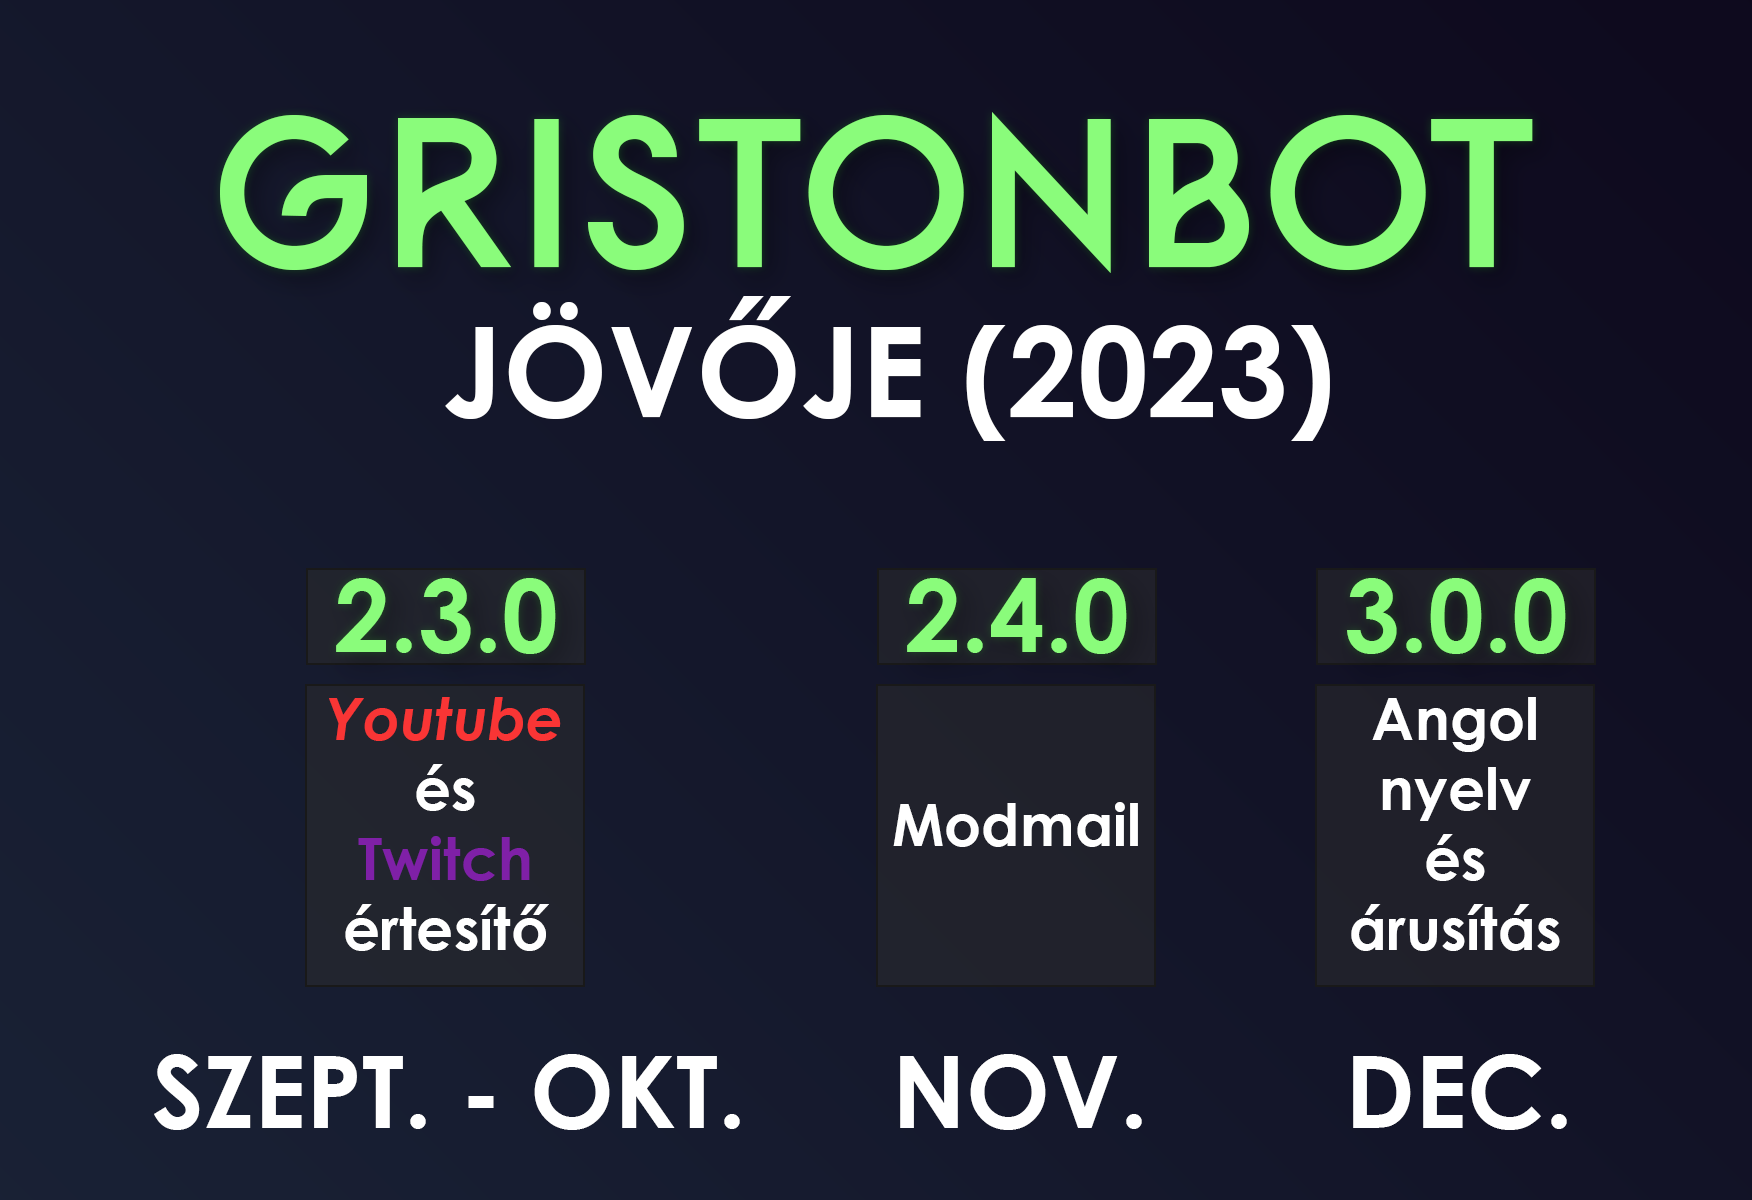 GRISTONBOT
JÖVŐJE (2023)
2.3.0
Youtube
és
Twitch
értesítő
SZEPT. - OKT.
2.4.0
Modmail
NOV.
3.0.0
Angol
nyelv
és
árusítás
DEC.